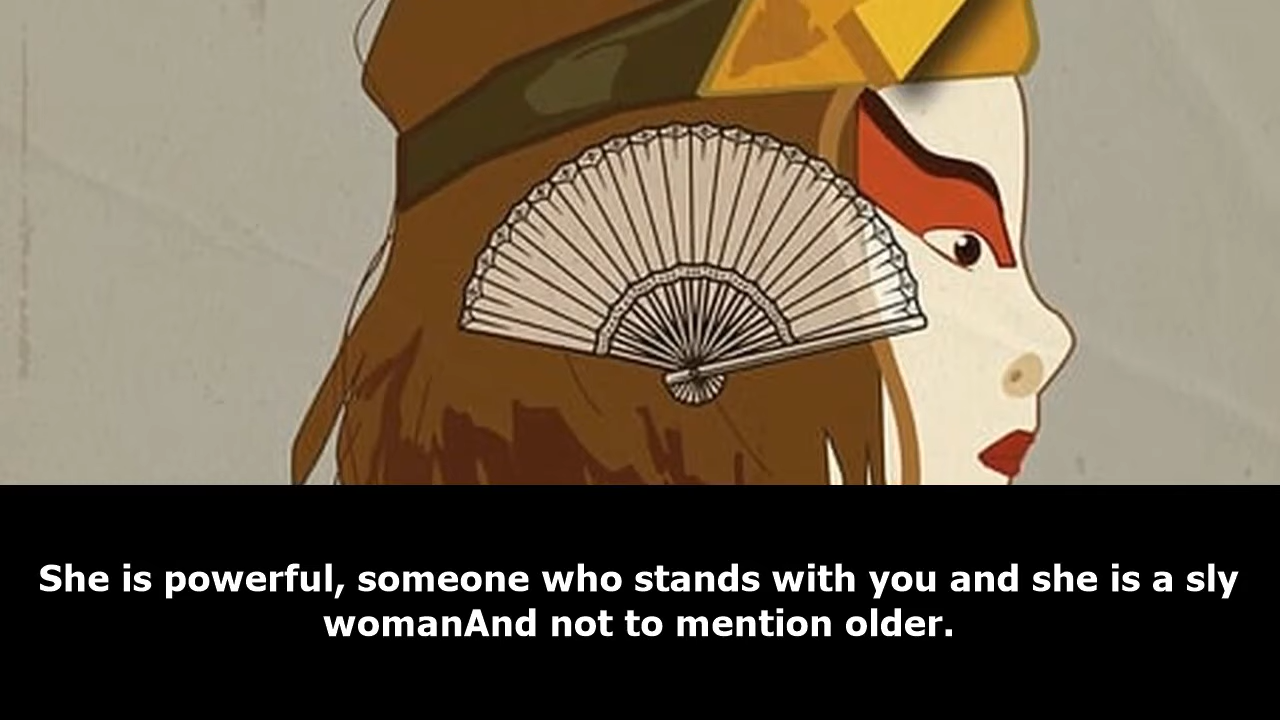 She is powerful, someone who stands with you and she is a sly
womanAnd not to mention older.